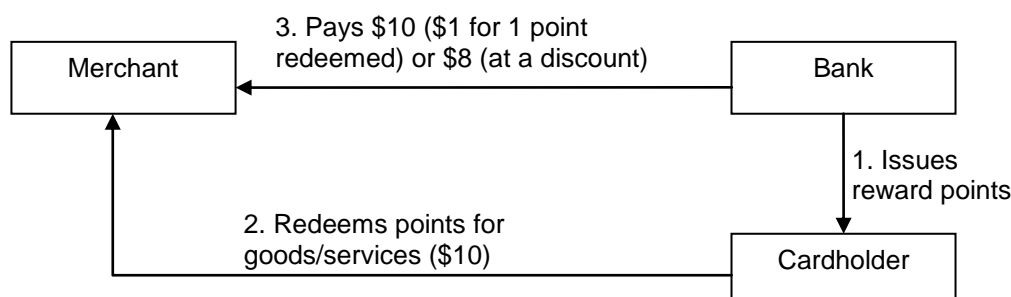 3. Pays $10 ($1 for 1 point
redeemed) or $8 (at a discount)
Merchant
Bank
1. Issues
reward points
2. Redeems points for
goods/services ($10)
Cardholder